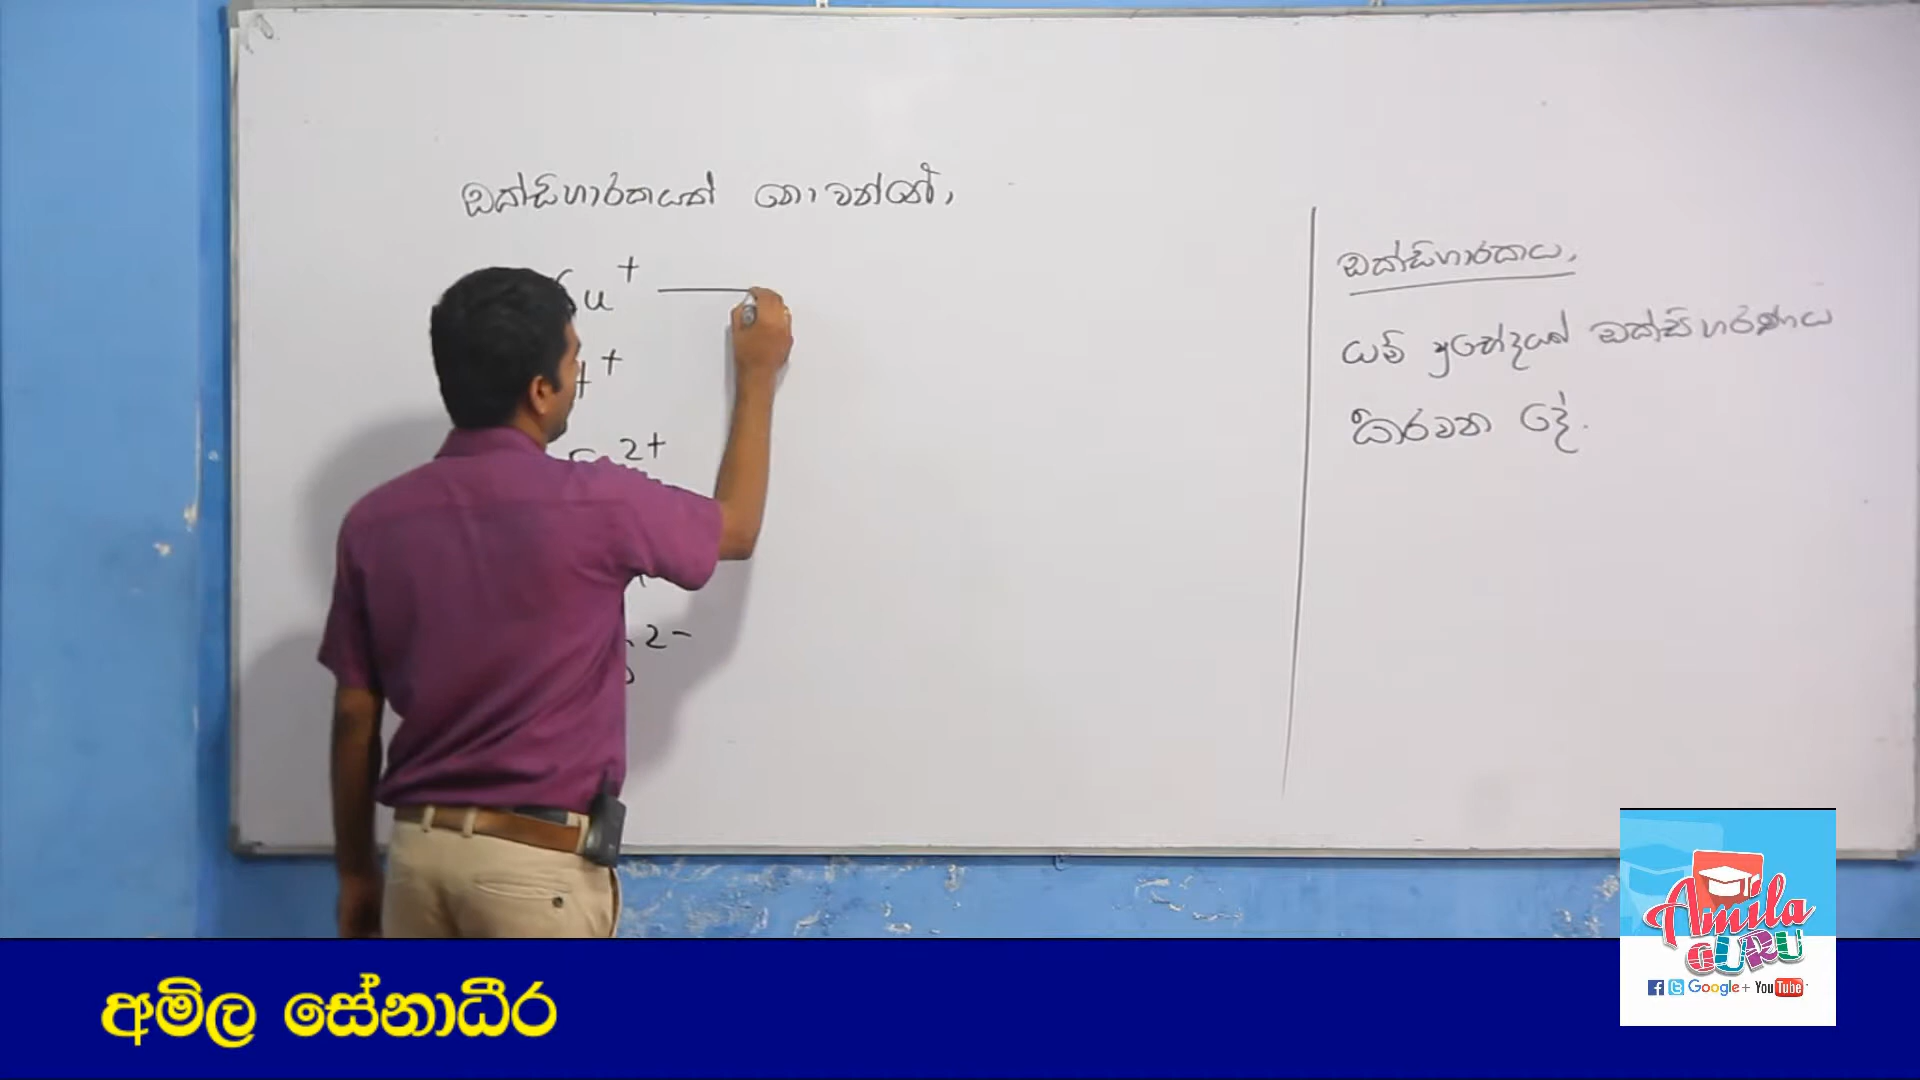 ඔක්සිහාරකයක් නොවන්නේ,
Cu +
+
2+
2-
ඔක්සිහාරකය,
යම් ප්‍රභේදයක් ඔක්සිහරණය
කරවන දේ.
Amila
GURU
Google+ YouTube
අමිල සේනාධීර